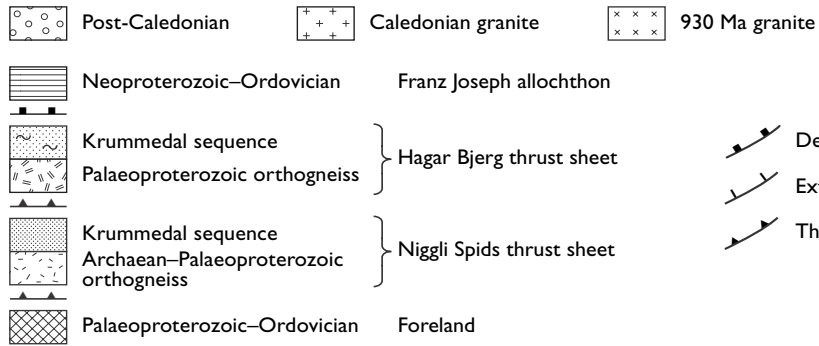 Post-Caledonian
Caledonian granite
930 Ma granite
Neoproterozoic–Ordovician
Franz Joseph allochthon
Krummedal sequence
Palaeoproterozoic orthogneiss
Hagar Bjerg thrust sheet
Krummedal sequence
Archaean–Palaeoproterozoic
orthogneiss
Niggli Spids thrust sheet
Palaeoproterozoic–Ordovician
Foreland